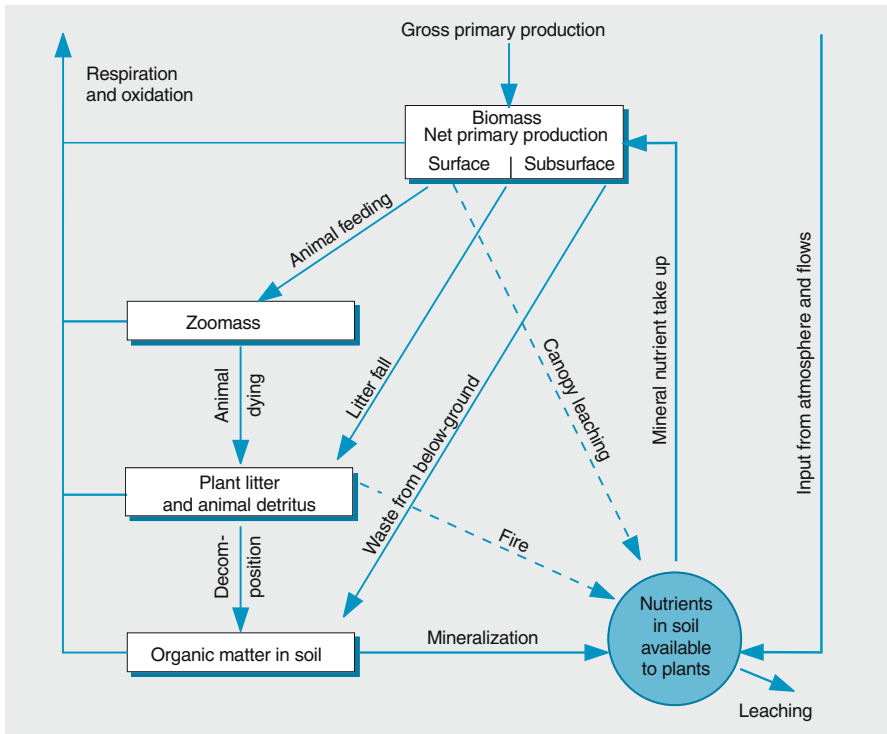 Gross primary production
Respiration
and oxidation
Biomass
Net primary production
Surface | Subsurface
Animal feeding
Zoomass
Animal
dying
Litter fall
Waste from below-ground
Canopy leaching
Mineral nutrient take up
Input from atmosphere and flows
Plant litter
and animal detritus
Fire
Decom-
position
Organic matter in soil
Mineralization
Nutrients
in soil
available
to plants
Leaching